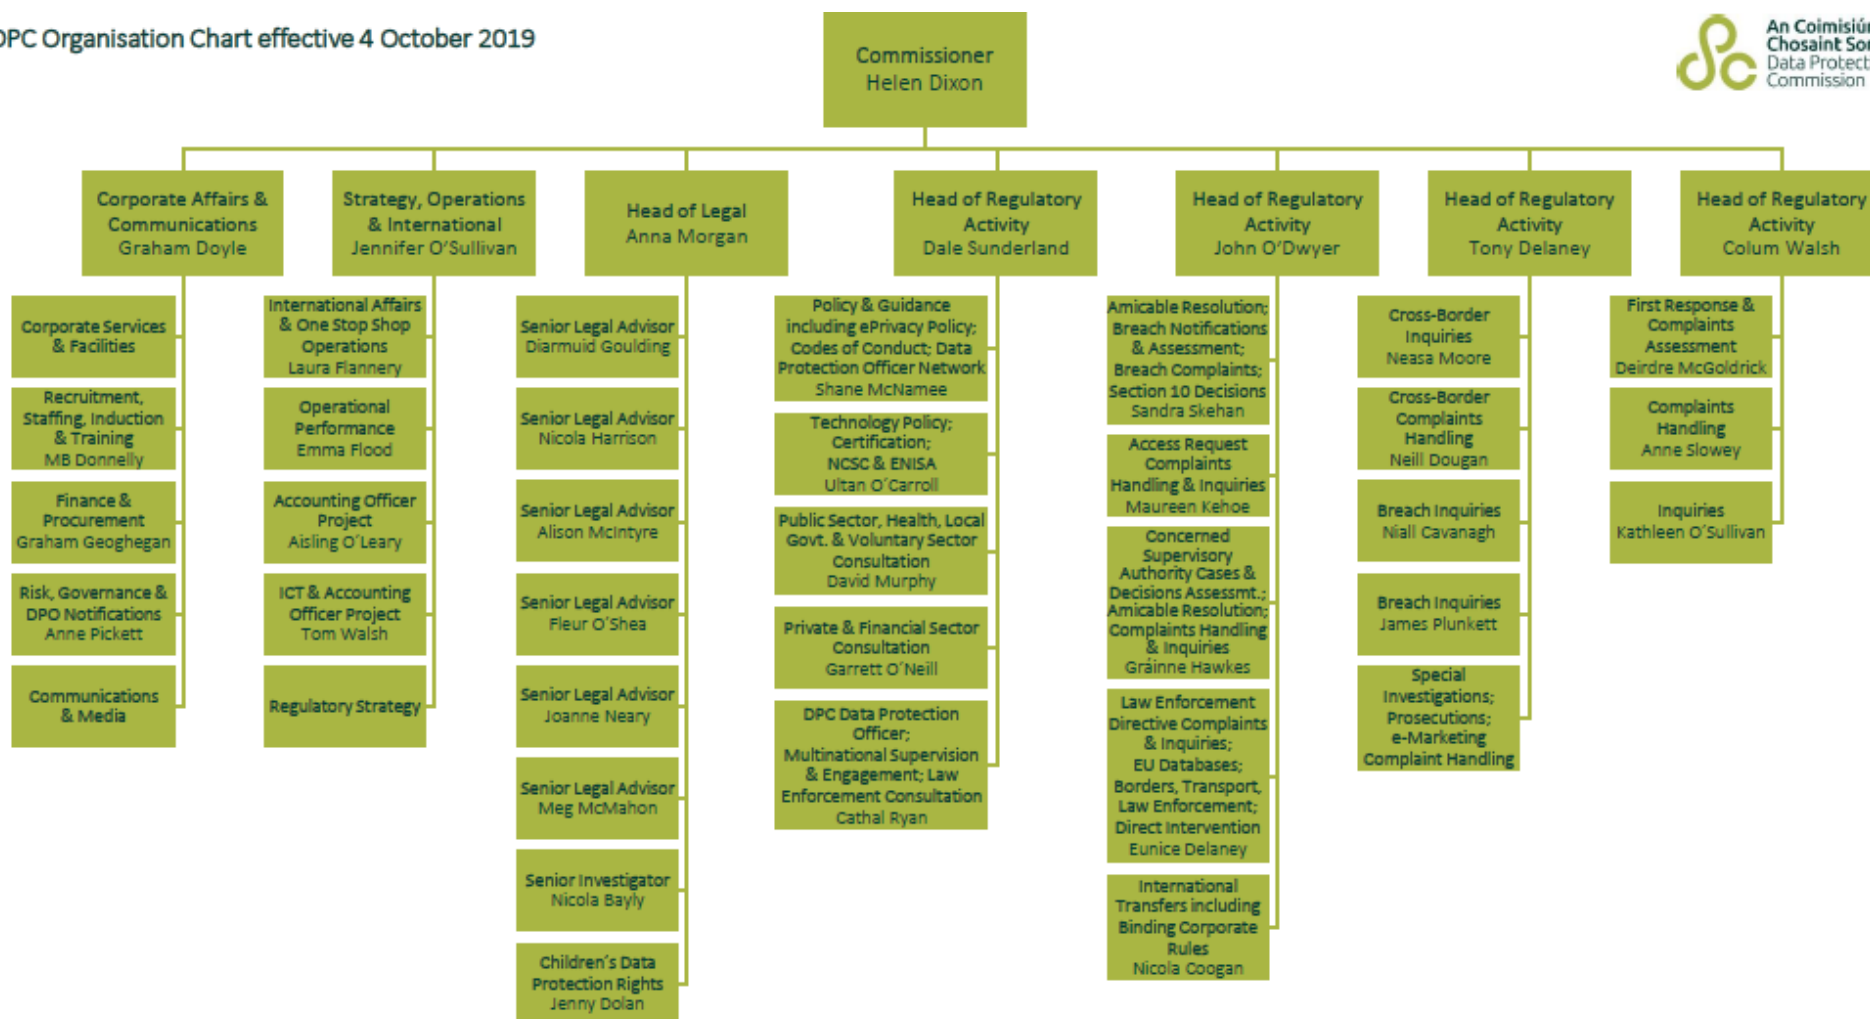 DPC Organisation Chart effective 4 October 2019
An Coimisiún
Chosaint Son
Data Protect
Commission
Commissioner
Helen Dixon
Corporate Affairs &
Communications
Graham Doyle
Strategy, Operations
& International
Jennifer O'Sullivan
Head of Legal
Anna Morgan
Head of Regulatory
Activity
Dale Sunderland
Head of Regulatory
Activity
John O'Dwyer
Head of Regulatory
Activity
Tony Delaney
Head of Regulatory
Activity
Colum Walsh
Corporate Services
& Facilities
Recruitment,
Staffing, Induction
& Training
MB Donnelly
Finance &
Procurement
Graham Geoghegan
Risk, Governance &
DPO Notifications
Anne Pickett
Communications
& Media
International Affairs
& One Stop Shop
Operations
Laura Flannery
Operational
Performance
Emma Flood
Accounting Officer
Project
Aisling O´Leary
ICT & Accounting
Officer Project
Tom Walsh
Regulatory Strategy
Senior Legal Advisor
Diarmuid Goulding
Senior Legal Advisor
Nicola Harrison
Senior Legal Advisor
Alison McIntyre
Senior Legal Advisor
Fleur O´Shea
Senior Legal Advisor
Joanne Neary
Senior Legal Advisor
Meg McMahon
Senior Investigator
Nicola Bayly
Children´s Data
Protection Rights
Jenny Dolan
Policy & Guidance
including ePrivacy Policy;
Codes of Conduct; Data
Protection Officer Network
Shane McNamee
Technology Policy;
Certification;
NCSC & ENISA
Ultan O´Carroll
Public Sector, Health, Local
Govt. & Voluntary Sector
Consultation
David Murphy
Private & Financial Sector
Consultation
Garrett O´Neill
DPC Data Protection
Officer;
Multinational Supervision
& Engagement; Law
Enforcement Consultation
Cathal Ryan
Amicable Resolution;
Breach Notifications
& Assessment;
Breach Complaints;
Section 10 Decisions
Sandra Skehan
Access Request
Complaints
Handling & Inquiries
Maureen Kehoe
Concerned
Supervisory
Authority Cases &
Decisions Assessmt.;
Amicable Resolution;
Complaints Handling
& Inquiries
Gráinne Hawkes
Law Enforcement
Directive Complaints
& Inquiries;
EU Databases;
Borders, Transport,
Law Enforcement;
Direct Intervention
Eunice Delaney
International
Transfers including
Binding Corporate
Rules
Nicola Coogan
Cross-Border
Inquiries
Neasa Moore
Cross-Border
Complaints
Handling
Neill Dougan
Breach Inquiries
Niall Cavanagh
Breach Inquiries
James Plunkett
Special
Investigations;
Prosecutions;
e-Marketing
Complaint Handling
First Response &
Complaints
Assessment
Deirdre McGoldrick
Complaints
Handling
Anne Slowey
Inquiries
Kathleen O´Sullivan